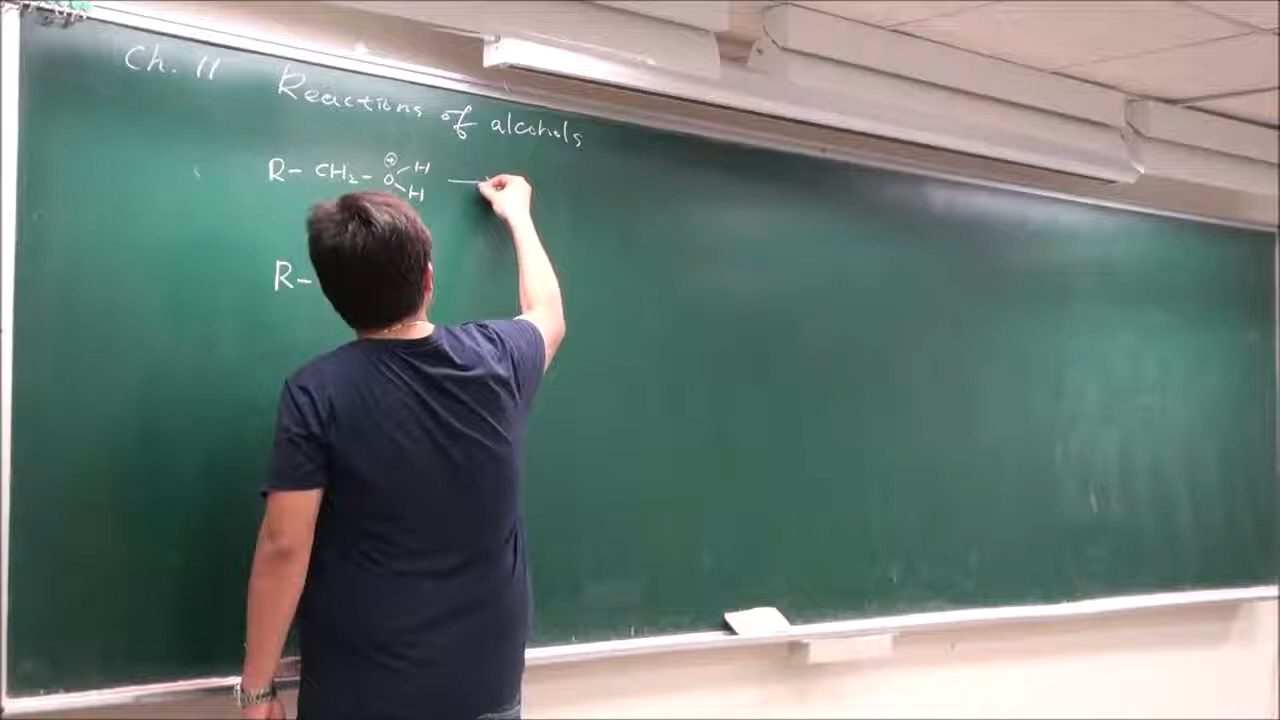 Ch. 11 Reactions of alcohols
R-CH₂-O⊕ H H →
R-